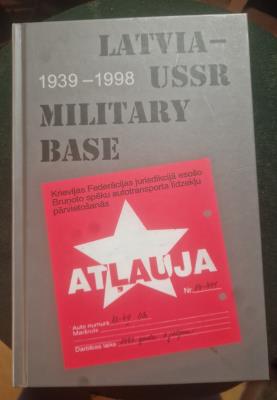 LATVIA–
1939 – 1998 USSR
MILITARY
BASE
Krievijas Federācijas jurisdikcijā esošo
Bruņoto spēku autotransporta līdzekļu
pārvietošanās
ATĻAUJA
Nr.
Auto numurs
Maršruts
Darbības laiks